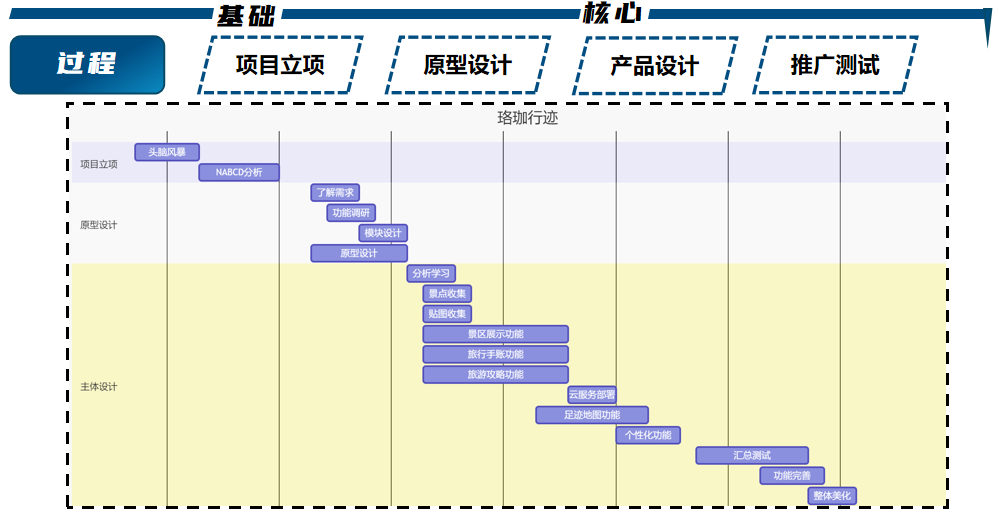 基础
核心
过程
项目立项
原型设计
产品设计
推广测试
珞珈行迹
项目立项
头脑风暴
NABCD分析
原型设计
了解需求
功能调研
模块设计
原型设计
主体设计
分析学习
景点收集
贴图收集
景区展示功能
旅行手账功能
旅游攻略功能
云服务部署
足迹地图功能
个性化功能
汇总测试
功能完善
整体美化